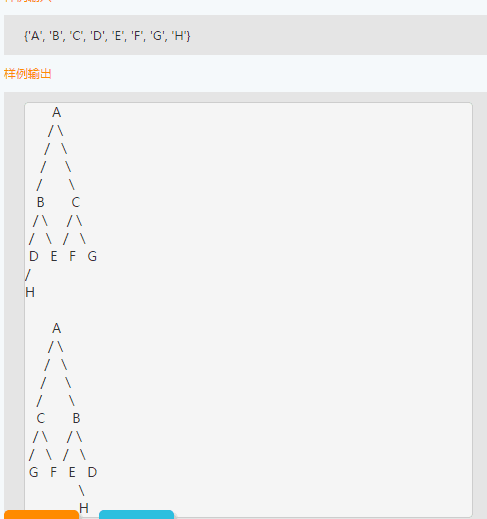 {'A', 'B', 'C', 'D', 'E', 'F', 'G', 'H'}
样例输出
A
/ \
/ \
/ \
/ \
B C
/ \ / \
/ \ / \
D E F G
/
H
A
/ \
/ \
/ \
/ \
C B
/ \ / \
/ \ / \
G F E D
\
H